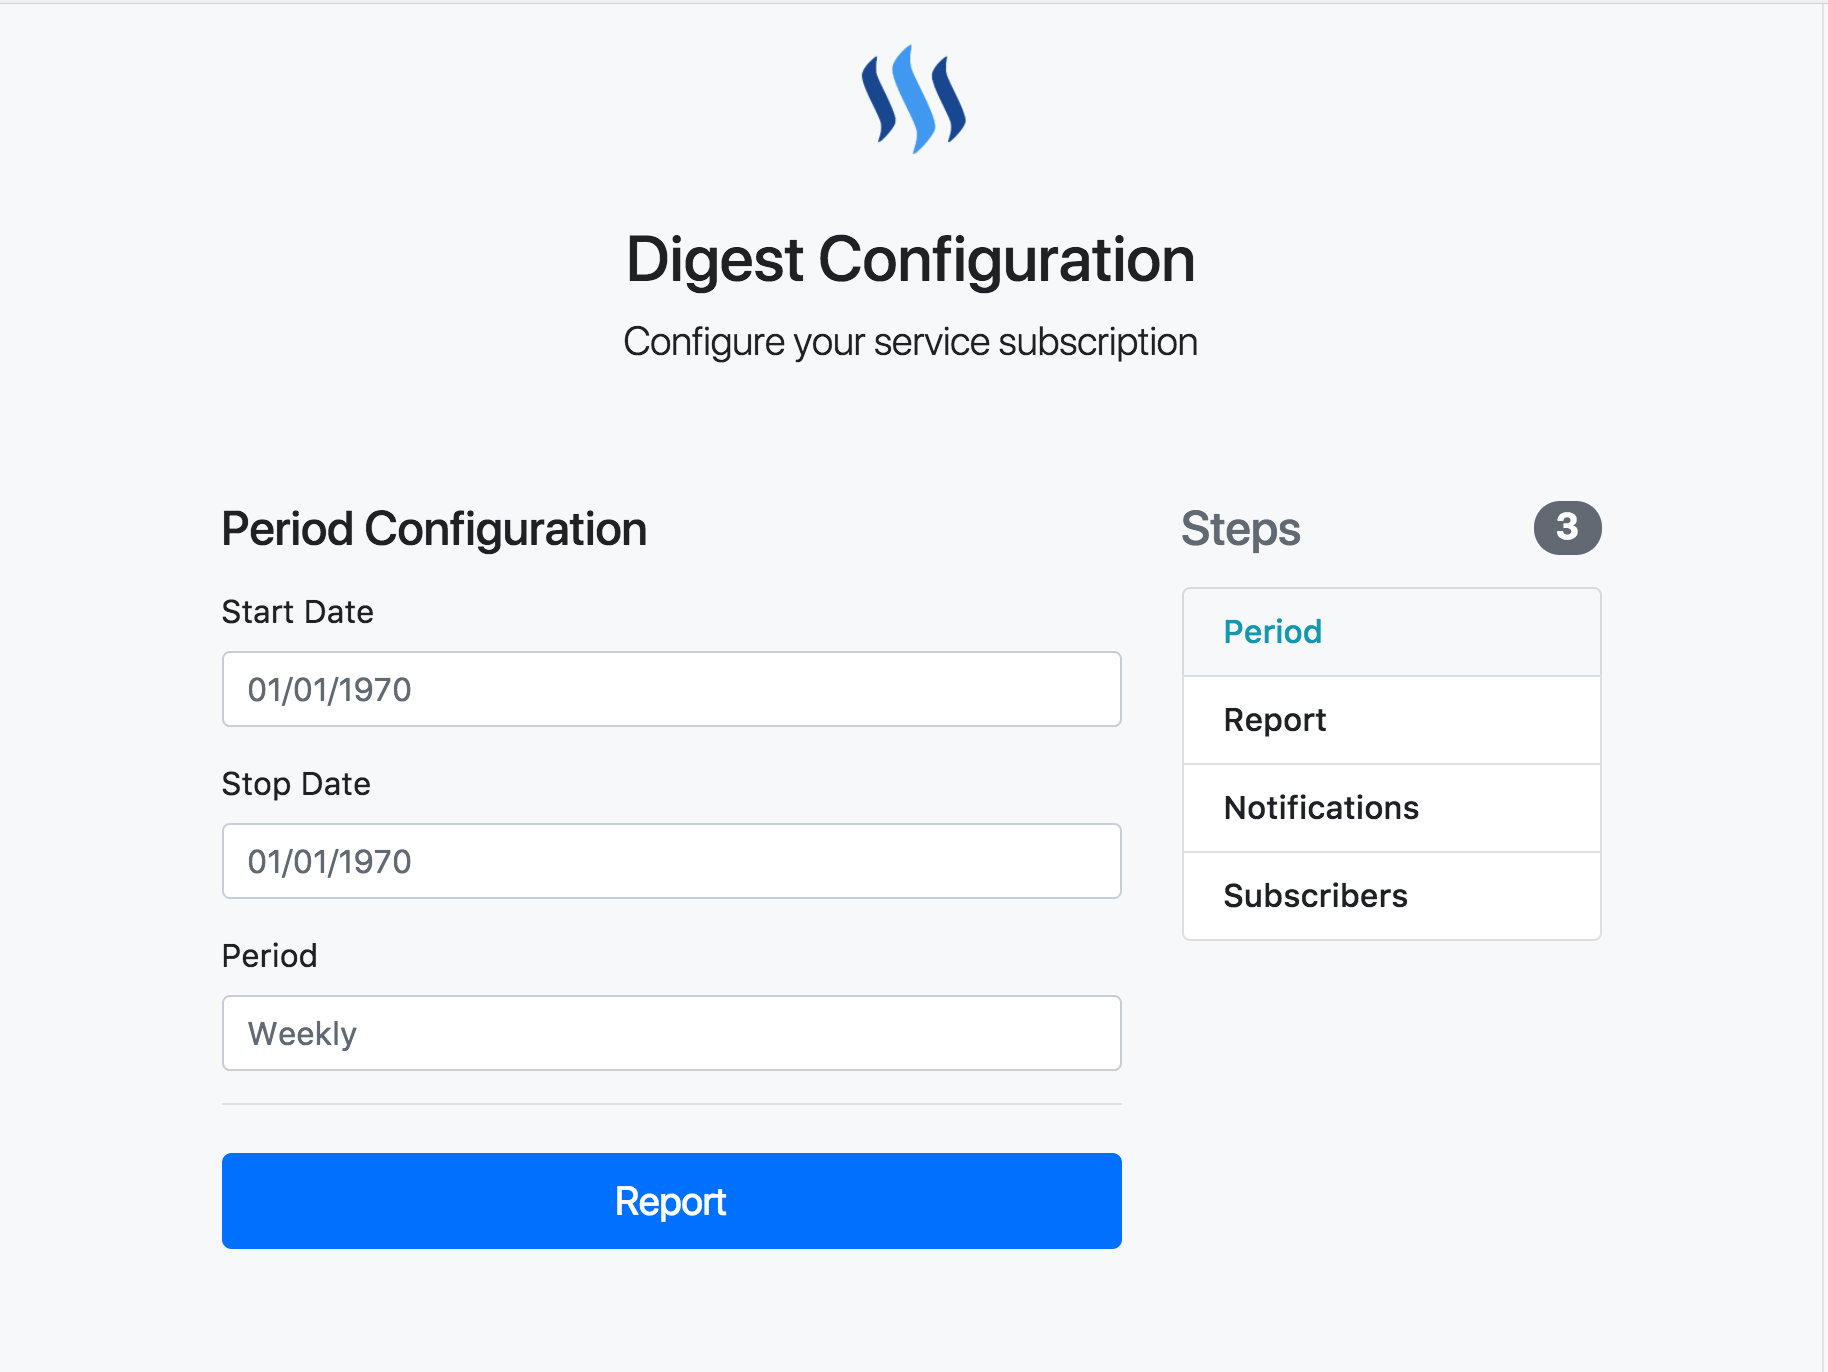 Digest Configuration
Configure your service subscription
Period Configuration
Start Date
01/01/1970
Stop Date
01/01/1970
Period
Weekly
Report
Steps 3
Period
Report
Notifications
Subscribers